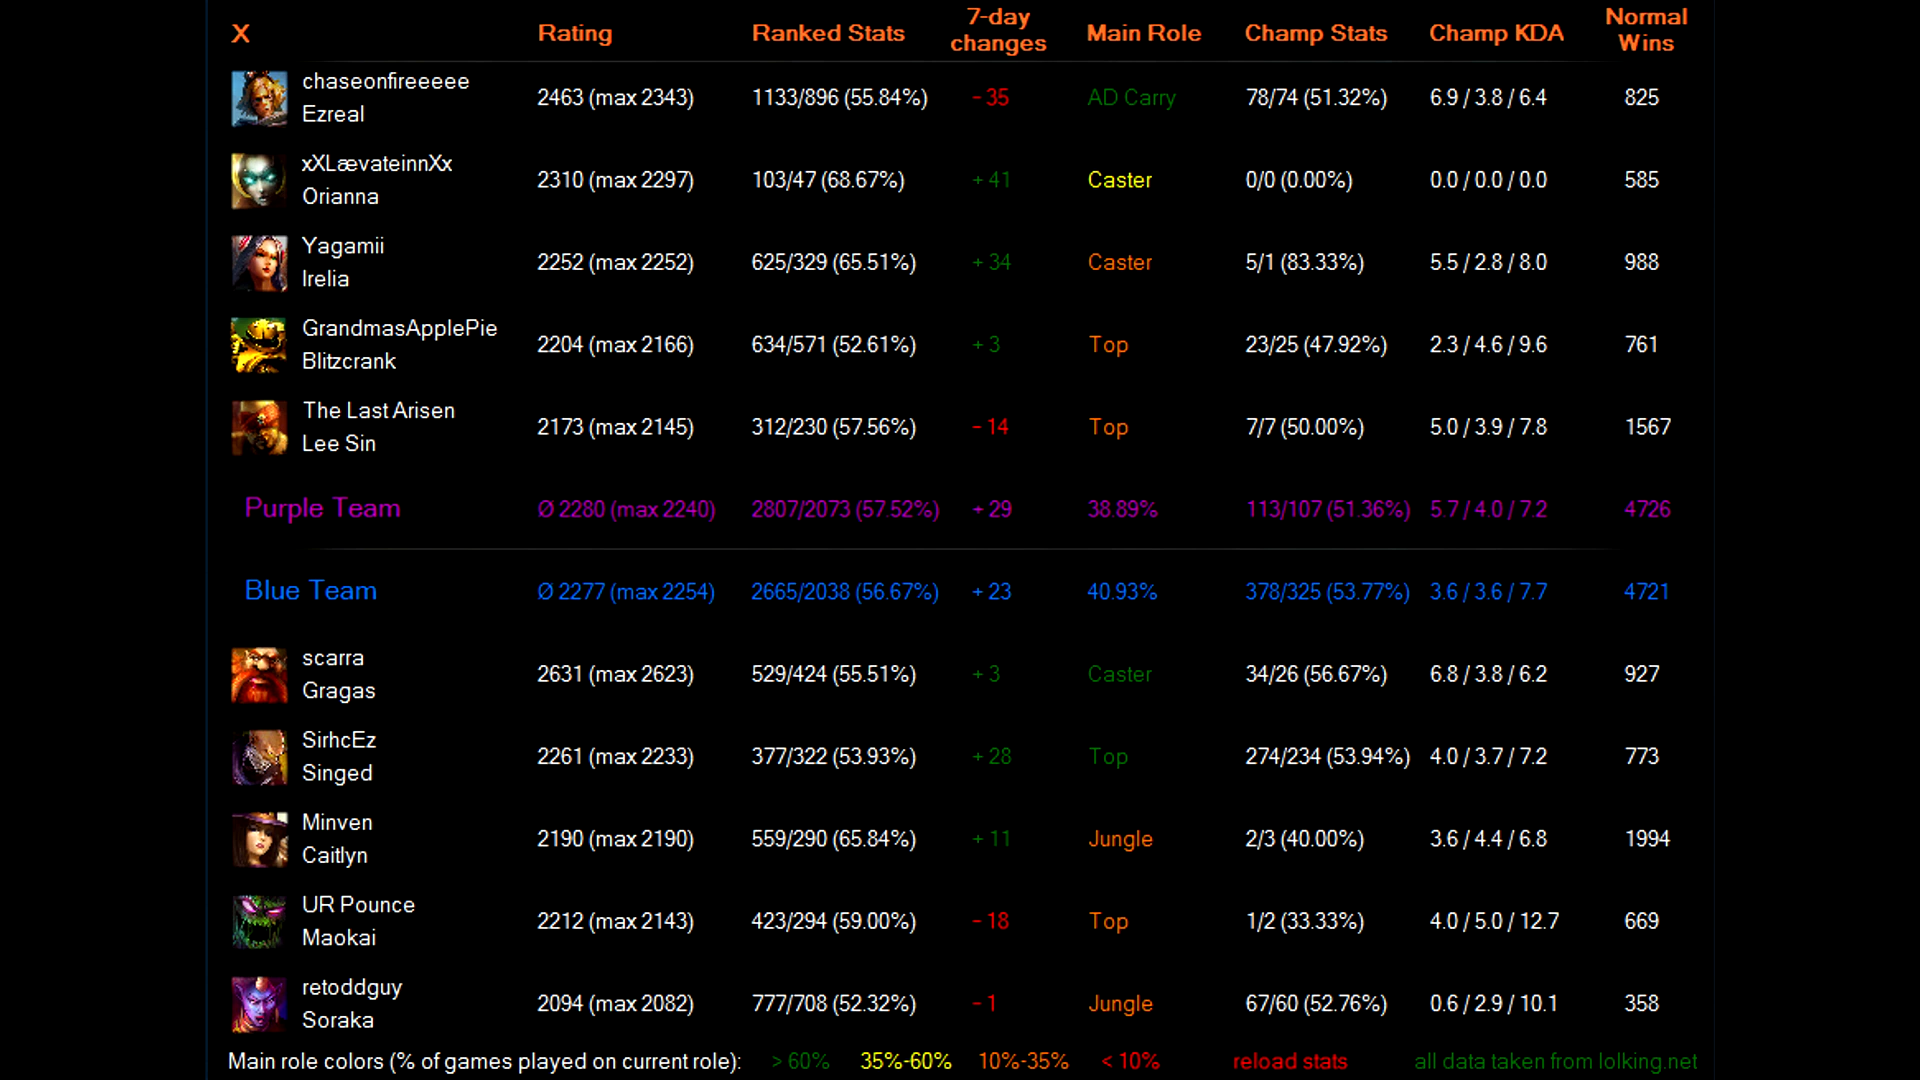 X Rating Ranked Stats 7-day changes Main Role Champ Stats Champ KDA Normal Wins
chaseonfireeeee
Ezreal
2463 (max 2343) 1133/896 (55.84%) - 35 AD Carry 78/74 (51.32%) 6.9 / 3.8 / 6.4 825
xXLævateinnXx
Orianna
2310 (max 2297) 103/47 (68.67%) + 41 Caster 0/0 (0.00%) 0.0 / 0.0 / 0.0 585
Yagamii
Irelia
2252 (max 2252) 625/329 (65.51%) + 34 Caster 5/1 (83.33%) 5.5 / 2.8 / 8.0 988
GrandmasApplePie
Blitzcrank
2204 (max 2166) 634/571 (52.61%) + 3 Top 23/25 (47.92%) 2.3 / 4.6 / 9.6 761
The Last Arisen
Lee Sin
2173 (max 2145) 312/230 (57.56%) - 14 Top 7/7 (50.00%) 5.0 / 3.9 / 7.8 1567
Purple Team Ø 2280 (max 2240) 2807/2073 (57.52%) + 29 38.89% 113/107 (51.36%) 5.7 / 4.0 / 7.2 4726
Blue Team Ø 2277 (max 2254) 2665/2038 (56.67%) + 23 40.93% 378/325 (53.77%) 3.6 / 3.6 / 7.7 4721
scarra
Gragas
2631 (max 2623) 529/424 (55.51%) + 3 Caster 34/26 (56.67%) 6.8 / 3.8 / 6.2 927
SirhcEz
Singed
2261 (max 2233) 377/322 (53.93%) + 28 Top 274/234 (53.94%) 4.0 / 3.7 / 7.2 773
Minven
Caitlyn
2190 (max 2190) 559/290 (65.84%) + 11 Jungle 2/3 (40.00%) 3.6 / 4.4 / 6.8 1994
UR Pounce
Maokai
2212 (max 2143) 423/294 (59.00%) - 18 Top 1/2 (33.33%) 4.0 / 5.0 / 12.7 669
retoddguy
Soraka
2094 (max 2082) 777/708 (52.32%) - 1 Jungle 67/60 (52.76%) 0.6 / 2.9 / 10.1 358
Main role colors (% of games played on current role): > 60% 35%-60% 10%-35% < 10% reload stats all data taken from lolking.net